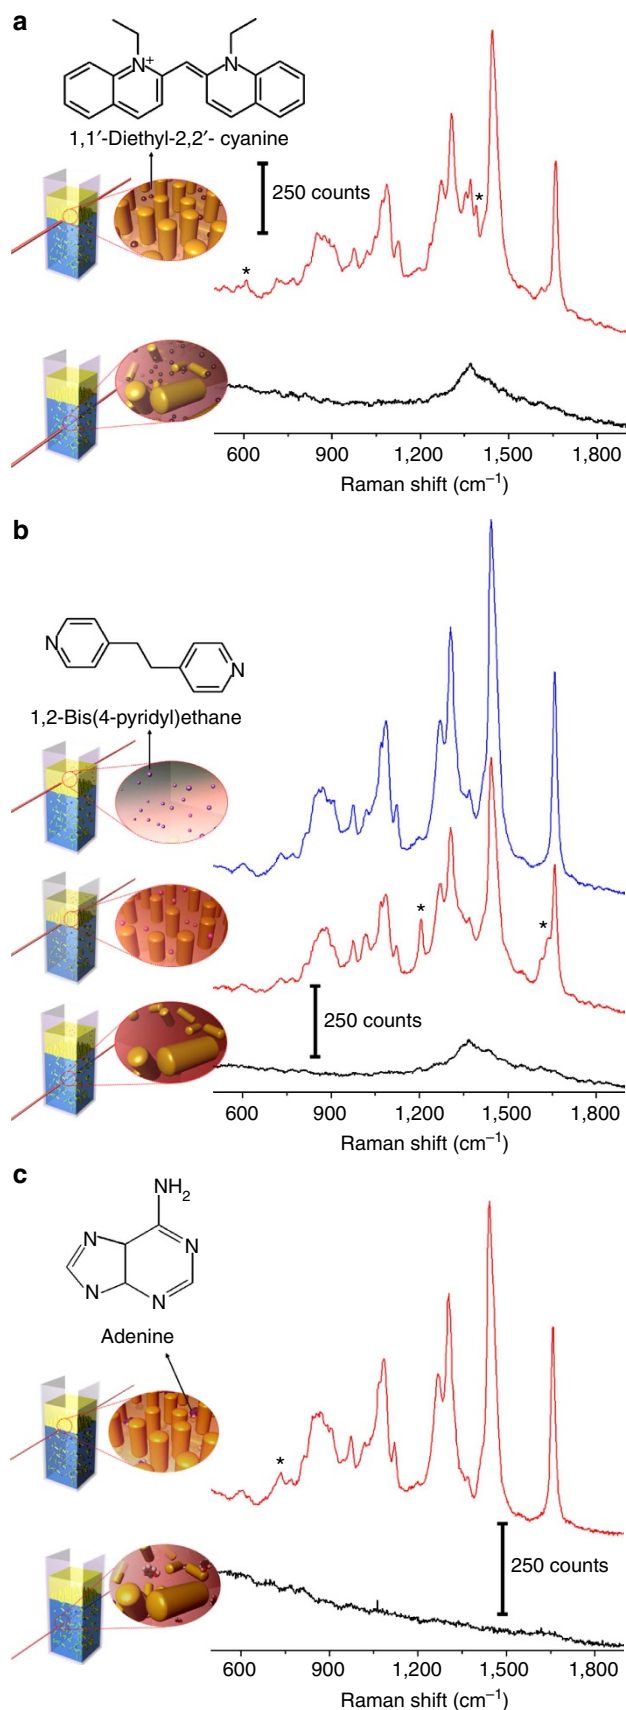 a
N+
N
1,1′-Diethyl-2,2′- cyanine
250 counts
*
*
600 900 1,200 1,500 1,800
Raman shift (cm−1)
b
N
N
1,2-Bis(4-pyridyl)ethane
*
*
250 counts
600 900 1,200 1,500 1,800
Raman shift (cm−1)
c
NH2
N
N
N
N
Adenine
*
250 counts
600 900 1,200 1,500 1,800
Raman shift (cm−1)